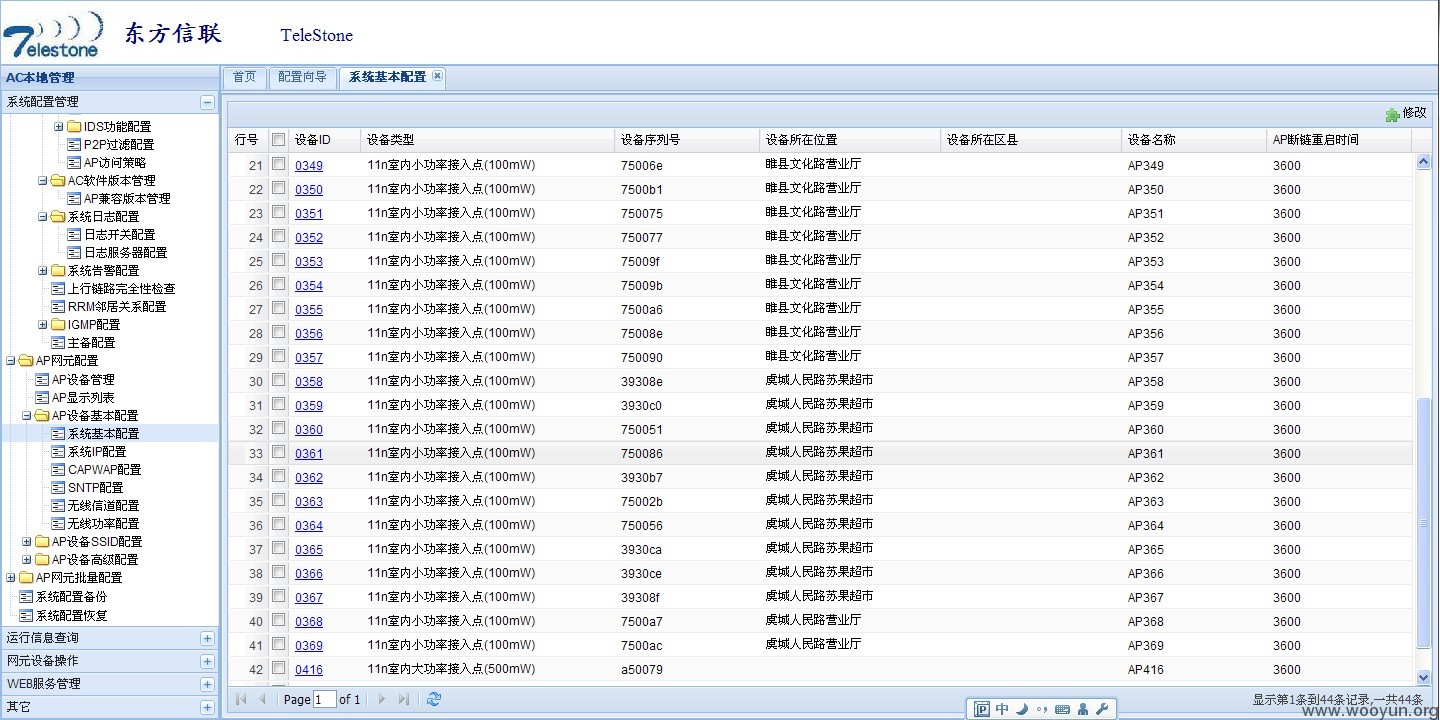 Telestone 东方信联 TeleStone
AC本地管理
首页 配置向导 系统基本配置
系统配置管理
IDS功能配置
P2P过滤配置
AP访问策略
AC软件版本管理
AP兼容版本管理
系统日志配置
日志开关配置
日志服务器配置
系统告警配置
上行链路完全性检查
RRM邻居关系配置
IGMP配置
主备配置
AP网元配置
AP设备管理
AP显示列表
AP设备基本配置
系统基本配置
系统IP配置
CAPWAP配置
SNTP配置
无线信道配置
无线功率配置
AP设备SSID配置
AP设备高级配置
AP网元批量配置
系统配置备份
系统配置恢复
运行信息查询
网元设备操作
WEB服务管理
其它
修改
行号 设备ID 设备类型 设备序列号 设备所在位置 设备所在区县 设备名称 AP断链重启时间
21 0349 11n室内小功率接入点(100mW) 75006e 睢县文化路营业厅 AP349 3600
22 0350 11n室内小功率接入点(100mW) 7500b1 睢县文化路营业厅 AP350 3600
23 0351 11n室内小功率接入点(100mW) 750075 睢县文化路营业厅 AP351 3600
24 0352 11n室内小功率接入点(100mW) 750077 睢县文化路营业厅 AP352 3600
25 0353 11n室内小功率接入点(100mW) 75009f 睢县文化路营业厅 AP353 3600
26 0354 11n室内小功率接入点(100mW) 75009b 睢县文化路营业厅 AP354 3600
27 0355 11n室内小功率接入点(100mW) 7500a6 睢县文化路营业厅 AP355 3600
28 0356 11n室内小功率接入点(100mW) 75008e 睢县文化路营业厅 AP356 3600
29 0357 11n室内小功率接入点(100mW) 750090 睢县文化路营业厅 AP357 3600
30 0358 11n室内小功率接入点(100mW) 39308e 虞城人民路苏果超市 AP358 3600
31 0359 11n室内小功率接入点(100mW) 3930c0 虞城人民路苏果超市 AP359 3600
32 0360 11n室内小功率接入点(100mW) 750051 虞城人民路苏果超市 AP360 3600
33 0361 11n室内小功率接入点(100mW) 750086 虞城人民路苏果超市 AP361 3600
34 0362 11n室内小功率接入点(100mW) 3930b7 虞城人民路苏果超市 AP362 3600
35 0363 11n室内小功率接入点(100mW) 75002b 虞城人民路苏果超市 AP363 3600
36 0364 11n室内小功率接入点(100mW) 750056 虞城人民路苏果超市 AP364 3600
37 0365 11n室内小功率接入点(100mW) 3930ca 虞城人民路苏果超市 AP365 3600
38 0366 11n室内小功率接入点(100mW) 3930ce 虞城人民路苏果超市 AP366 3600
39 0367 11n室内小功率接入点(100mW) 39308f 虞城人民路苏果超市 AP367 3600
40 0368 11n室内小功率接入点(100mW) 7500a7 虞城人民路营业厅 AP368 3600
41 0369 11n室内小功率接入点(100mW) 7500ac 虞城人民路营业厅 AP369 3600
42 0416 11n室内大功率接入点(500mW) a50079 AP416 3600
Page 1 of 1
中
显示第1条到44条记录,一共44条
www.wooyun.org